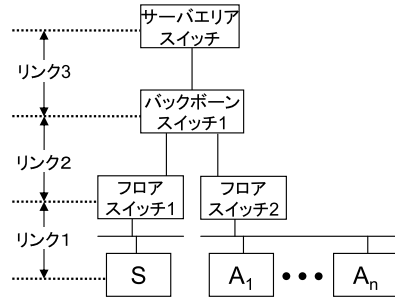 サーバエリア
スイッチ
リンク3
バックボーン
スイッチ1
リンク2
フロア
スイッチ1
フロア
スイッチ2
リンク1
S
A1
●●●
An